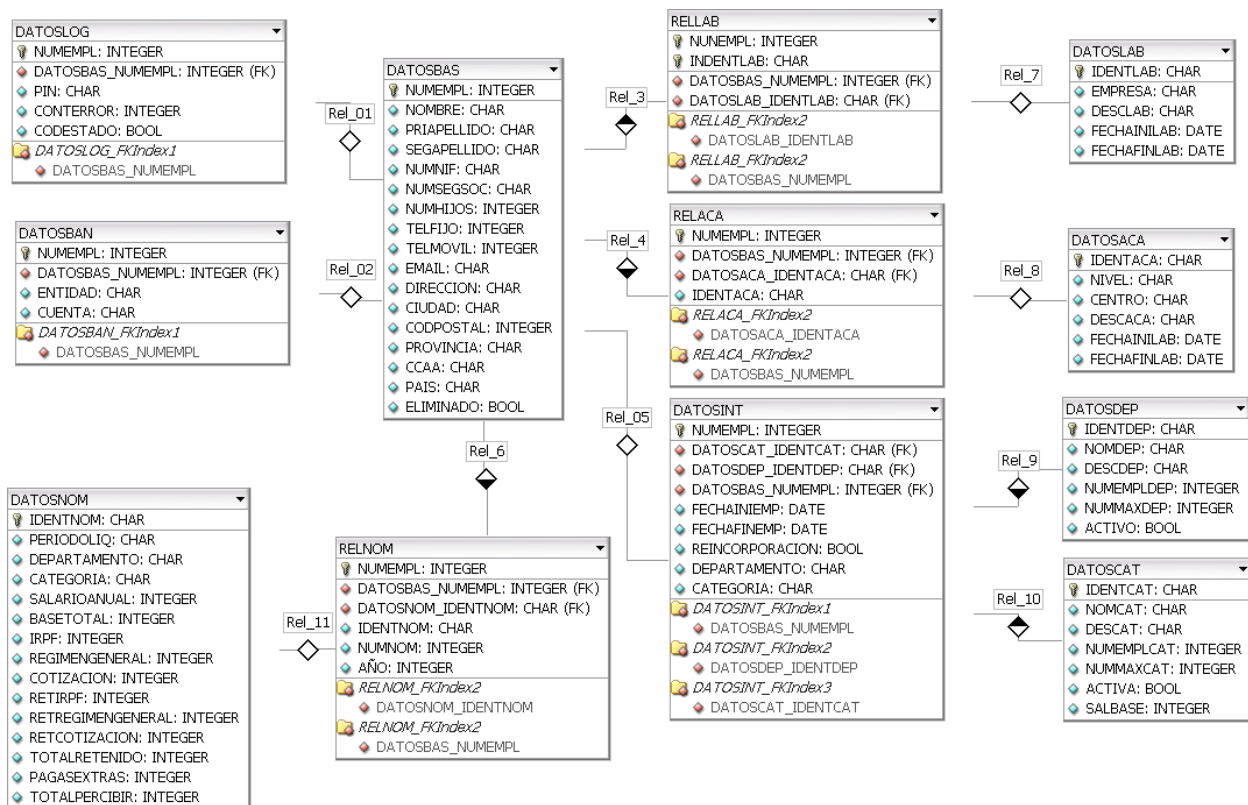 DATOSLOG
NUMEMPL: INTEGER
DATOSBAS_NUMEMPL: INTEGER (FK)
PIN: CHAR
CONTERROR: INTEGER
CODESTADO: BOOL
DATOSLOG_FKIndex1
DATOSBAS_NUMEMPL
DATOSBAN
NUMEMPL: INTEGER
DATOSBAS_NUMEMPL: INTEGER (FK)
ENTIDAD: CHAR
CUENTA: CHAR
DATOSBAN_FKIndex1
DATOSBAS_NUMEMPL
DATOSNOM
IDENTNOM: CHAR
PERIODOLIQ: CHAR
DEPARTAMENTO: CHAR
CATEGORIA: CHAR
SALARIOANUAL: INTEGER
BASETOTAL: INTEGER
IRPF: INTEGER
REGIMENGENERAL: INTEGER
COTIZACION: INTEGER
RETIRPF: INTEGER
RETREGIMENGENERAL: INTEGER
RETCOTIZACION: INTEGER
TOTALRETENIDO: INTEGER
PAGASEXTRAS: INTEGER
TOTALPERCIBIR: INTEGER
Rel_01
Rel_02
Rel_11
DATOSBAS
NUMEMPL: INTEGER
NOMBRE: CHAR
PRIAPELLIDO: CHAR
SEGAPELLIDO: CHAR
NUMNIF: CHAR
NUMSEGSOC: CHAR
NUMHIJOS: INTEGER
TELFIJO: INTEGER
TELMOVIL: INTEGER
EMAIL: CHAR
DIRECCION: CHAR
CIUDAD: CHAR
CODPOSTAL: INTEGER
PROVINCIA: CHAR
CCAA: CHAR
PAIS: CHAR
ELIMINADO: BOOL
Rel_6
RELNOM
NUMEMPL: INTEGER
DATOSBAS_NUMEMPL: INTEGER (FK)
DATOSNOM_IDENTNOM: CHAR (FK)
IDENTNOM: CHAR
NUMNOM: INTEGER
AÑO: INTEGER
RELNOM_FKIndex2
DATOSNOM_IDENTNOM
RELNOM_FKIndex2
DATOSBAS_NUMEMPL
Rel_3
Rel_4
Rel_05
RELLAB
NUNEMPL: INTEGER
INDENTLAB: CHAR
DATOSBAS_NUMEMPL: INTEGER (FK)
DATOSLAB_IDENTLAB: CHAR (FK)
RELLAB_FKIndex2
DATOSLAB_IDENTLAB
RELLAB_FKIndex2
DATOSBAS_NUMEMPL
RELACA
NUMEMPL: INTEGER
DATOSBAS_NUMEMPL: INTEGER (FK)
DATOSACA_IDENTACA: CHAR (FK)
IDENTACA: CHAR
RELACA_FKIndex2
DATOSACA_IDENTACA
RELACA_FKIndex2
DATOSBAS_NUMEMPL
DATOSINT
NUMEMPL: INTEGER
DATOSCAT_IDENTCAT: CHAR (FK)
DATOSDEP_IDENTDEP: CHAR (FK)
DATOSBAS_NUMEMPL: INTEGER (FK)
FECHAINIEMP: DATE
FECHAFINEMP: DATE
REINCORPORACION: BOOL
DEPARTAMENTO: CHAR
CATEGORIA: CHAR
DATOSINT_FKIndex1
DATOSBAS_NUMEMPL
DATOSINT_FKIndex2
DATOSDEP_IDENTDEP
DATOSINT_FKIndex3
DATOSCAT_IDENTCAT
Rel_7
Rel_8
Rel_9
Rel_10
DATOSLAB
IDENTLAB: CHAR
EMPRESA: CHAR
DESCLAB: CHAR
FECHAINILAB: DATE
FECHAFINLAB: DATE
DATOSACA
IDENTACA: CHAR
NIVEL: CHAR
CENTRO: CHAR
DESCACA: CHAR
FECHAINILAB: DATE
FECHAFINLAB: DATE
DATOSDEP
IDENTDEP: CHAR
NOMDEP: CHAR
DESCDEP: CHAR
NUMEMPLDEP: INTEGER
NUMMAXDEP: INTEGER
ACTIVO: BOOL
DATOSCAT
IDENTCAT: CHAR
NOMCAT: CHAR
DESCAT: CHAR
NUMEMPLCAT: INTEGER
NUMMAXCAT: INTEGER
ACTIVA: BOOL
SALBASE: INTEGER